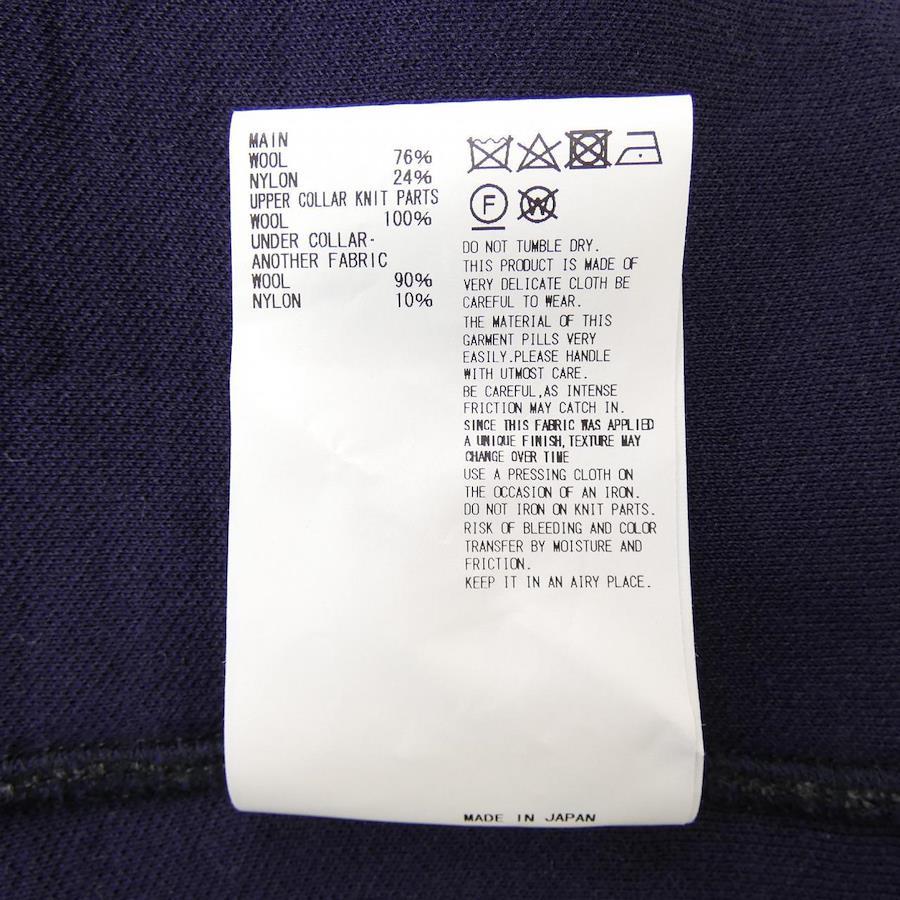 MAIN
WOOL 76%
NYLON 24%
UPPER COLLAR KNIT PARTS
WOOL 100%
UNDER COLLAR·
ANOTHER FABRIC
WOOL 90%
NYLON 10%
F
W
DO NOT TUMBLE DRY.
THIS PRODUCT IS MADE OF
VERY DELICATE CLOTH BE
CAREFUL TO WEAR.
THE MATERIAL OF THIS
GARMENT PILLS VERY
EASILY.PLEASE HANDLE
WITH UTMOST CARE.
BE CAREFUL,AS INTENSE
FRICTION MAY CATCH IN.
SINCE THIS FABRIC WAS APPLIED
A UNIQUE FINISH,TEXTURE MAY
CHANGE OVER TIME
USE A PRESSING CLOTH ON
THE OCCASION OF AN IRON.
DO NOT IRON ON KNIT PARTS.
RISK OF BLEEDING AND COLOR
TRANSFER BY MOISTURE AND
FRICTION.
KEEP IT IN AN AIRY PLACE.
MADE IN JAPAN